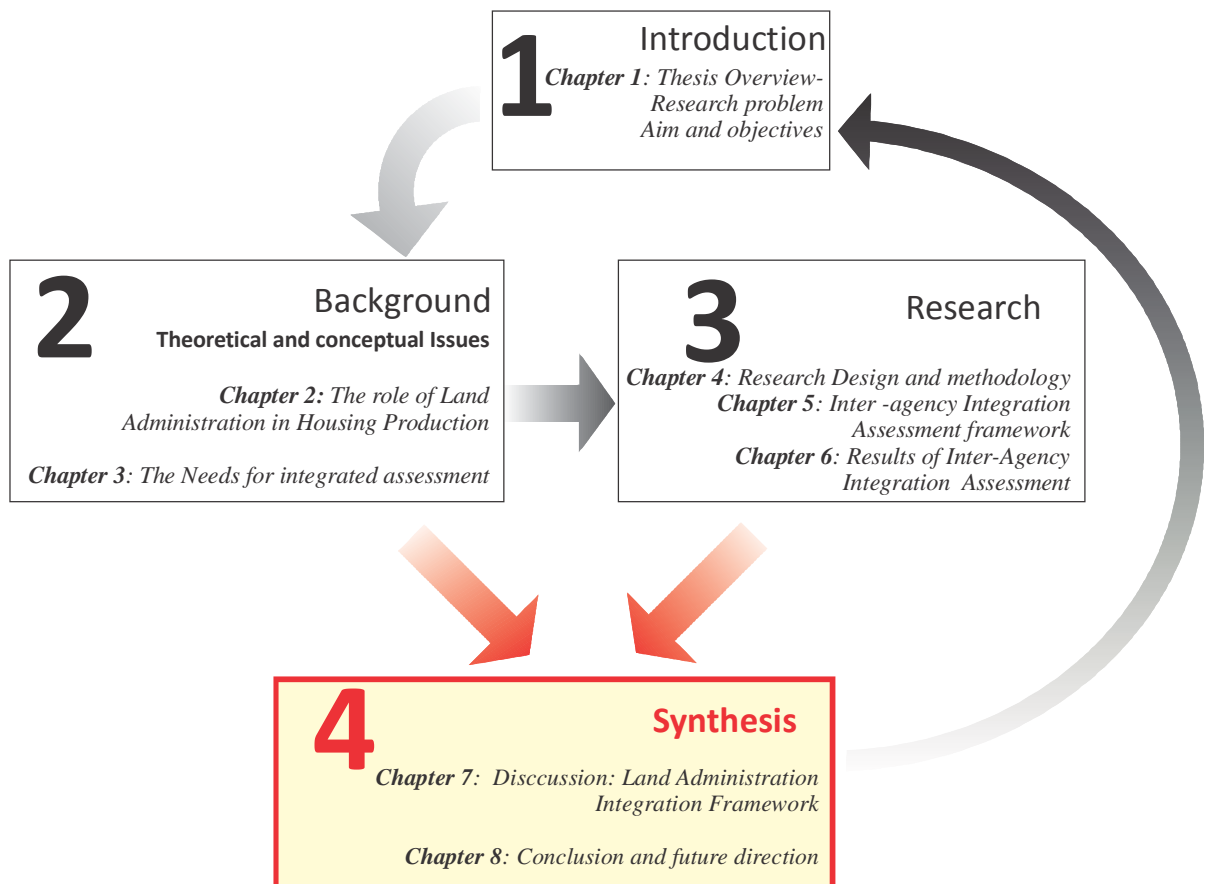 1
Introduction
Chapter 1: Thesis Overview-
Research problem
Aim and objectives
2
Background
Theoretical and conceptual Issues
Chapter 2: The role of Land
Administration in Housing Production
Chapter 3: The Needs for integrated assessment
3
Research
Chapter 4: Research Design and methodology
Chapter 5: Inter -agency Integration
Assessment framework
Chapter 6: Results of Inter-Agency
Integration Assessment
4
Synthesis
Chapter 7: Disccussion: Land Administration
Integration Framework
Chapter 8: Conclusion and future direction